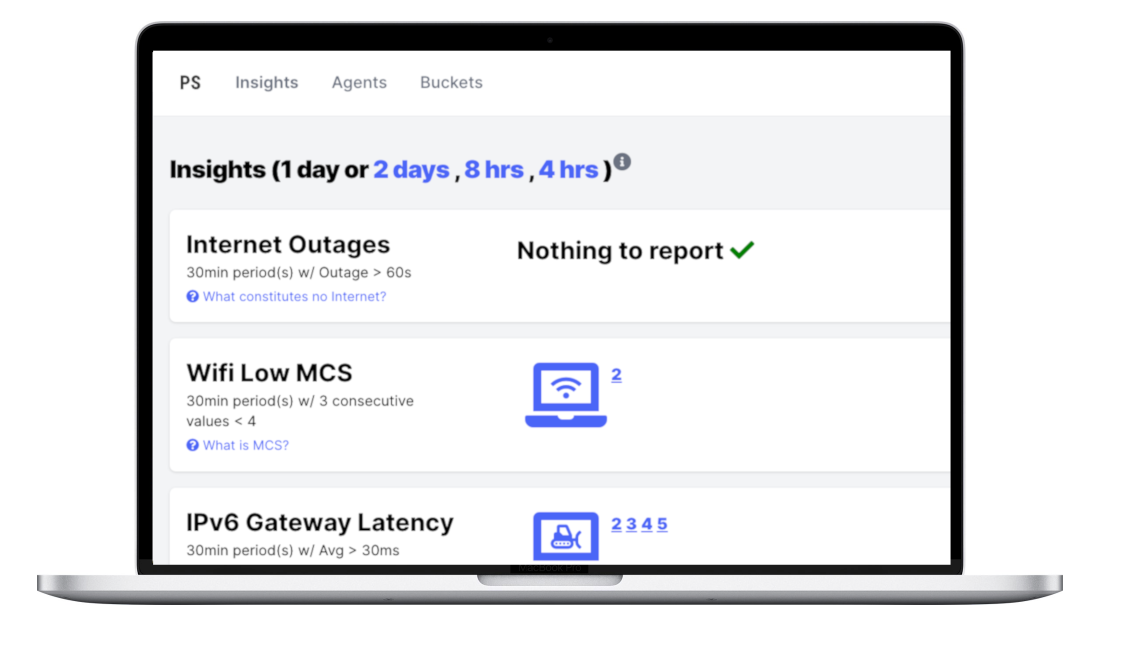 PS Insights Agents Buckets
Insights (1 day or 2 days , 8 hrs , 4 hrs )
Internet Outages
30min period(s) w/ Outage > 60s
What constitutes no Internet?
Nothing to report
Wifi Low MCS
30min period(s) w/ 3 consecutive
values < 4
What is MCS?
2
IPv6 Gateway Latency
30min period(s) w/ Avg > 30ms
2 3 4 5
MacBook Pro